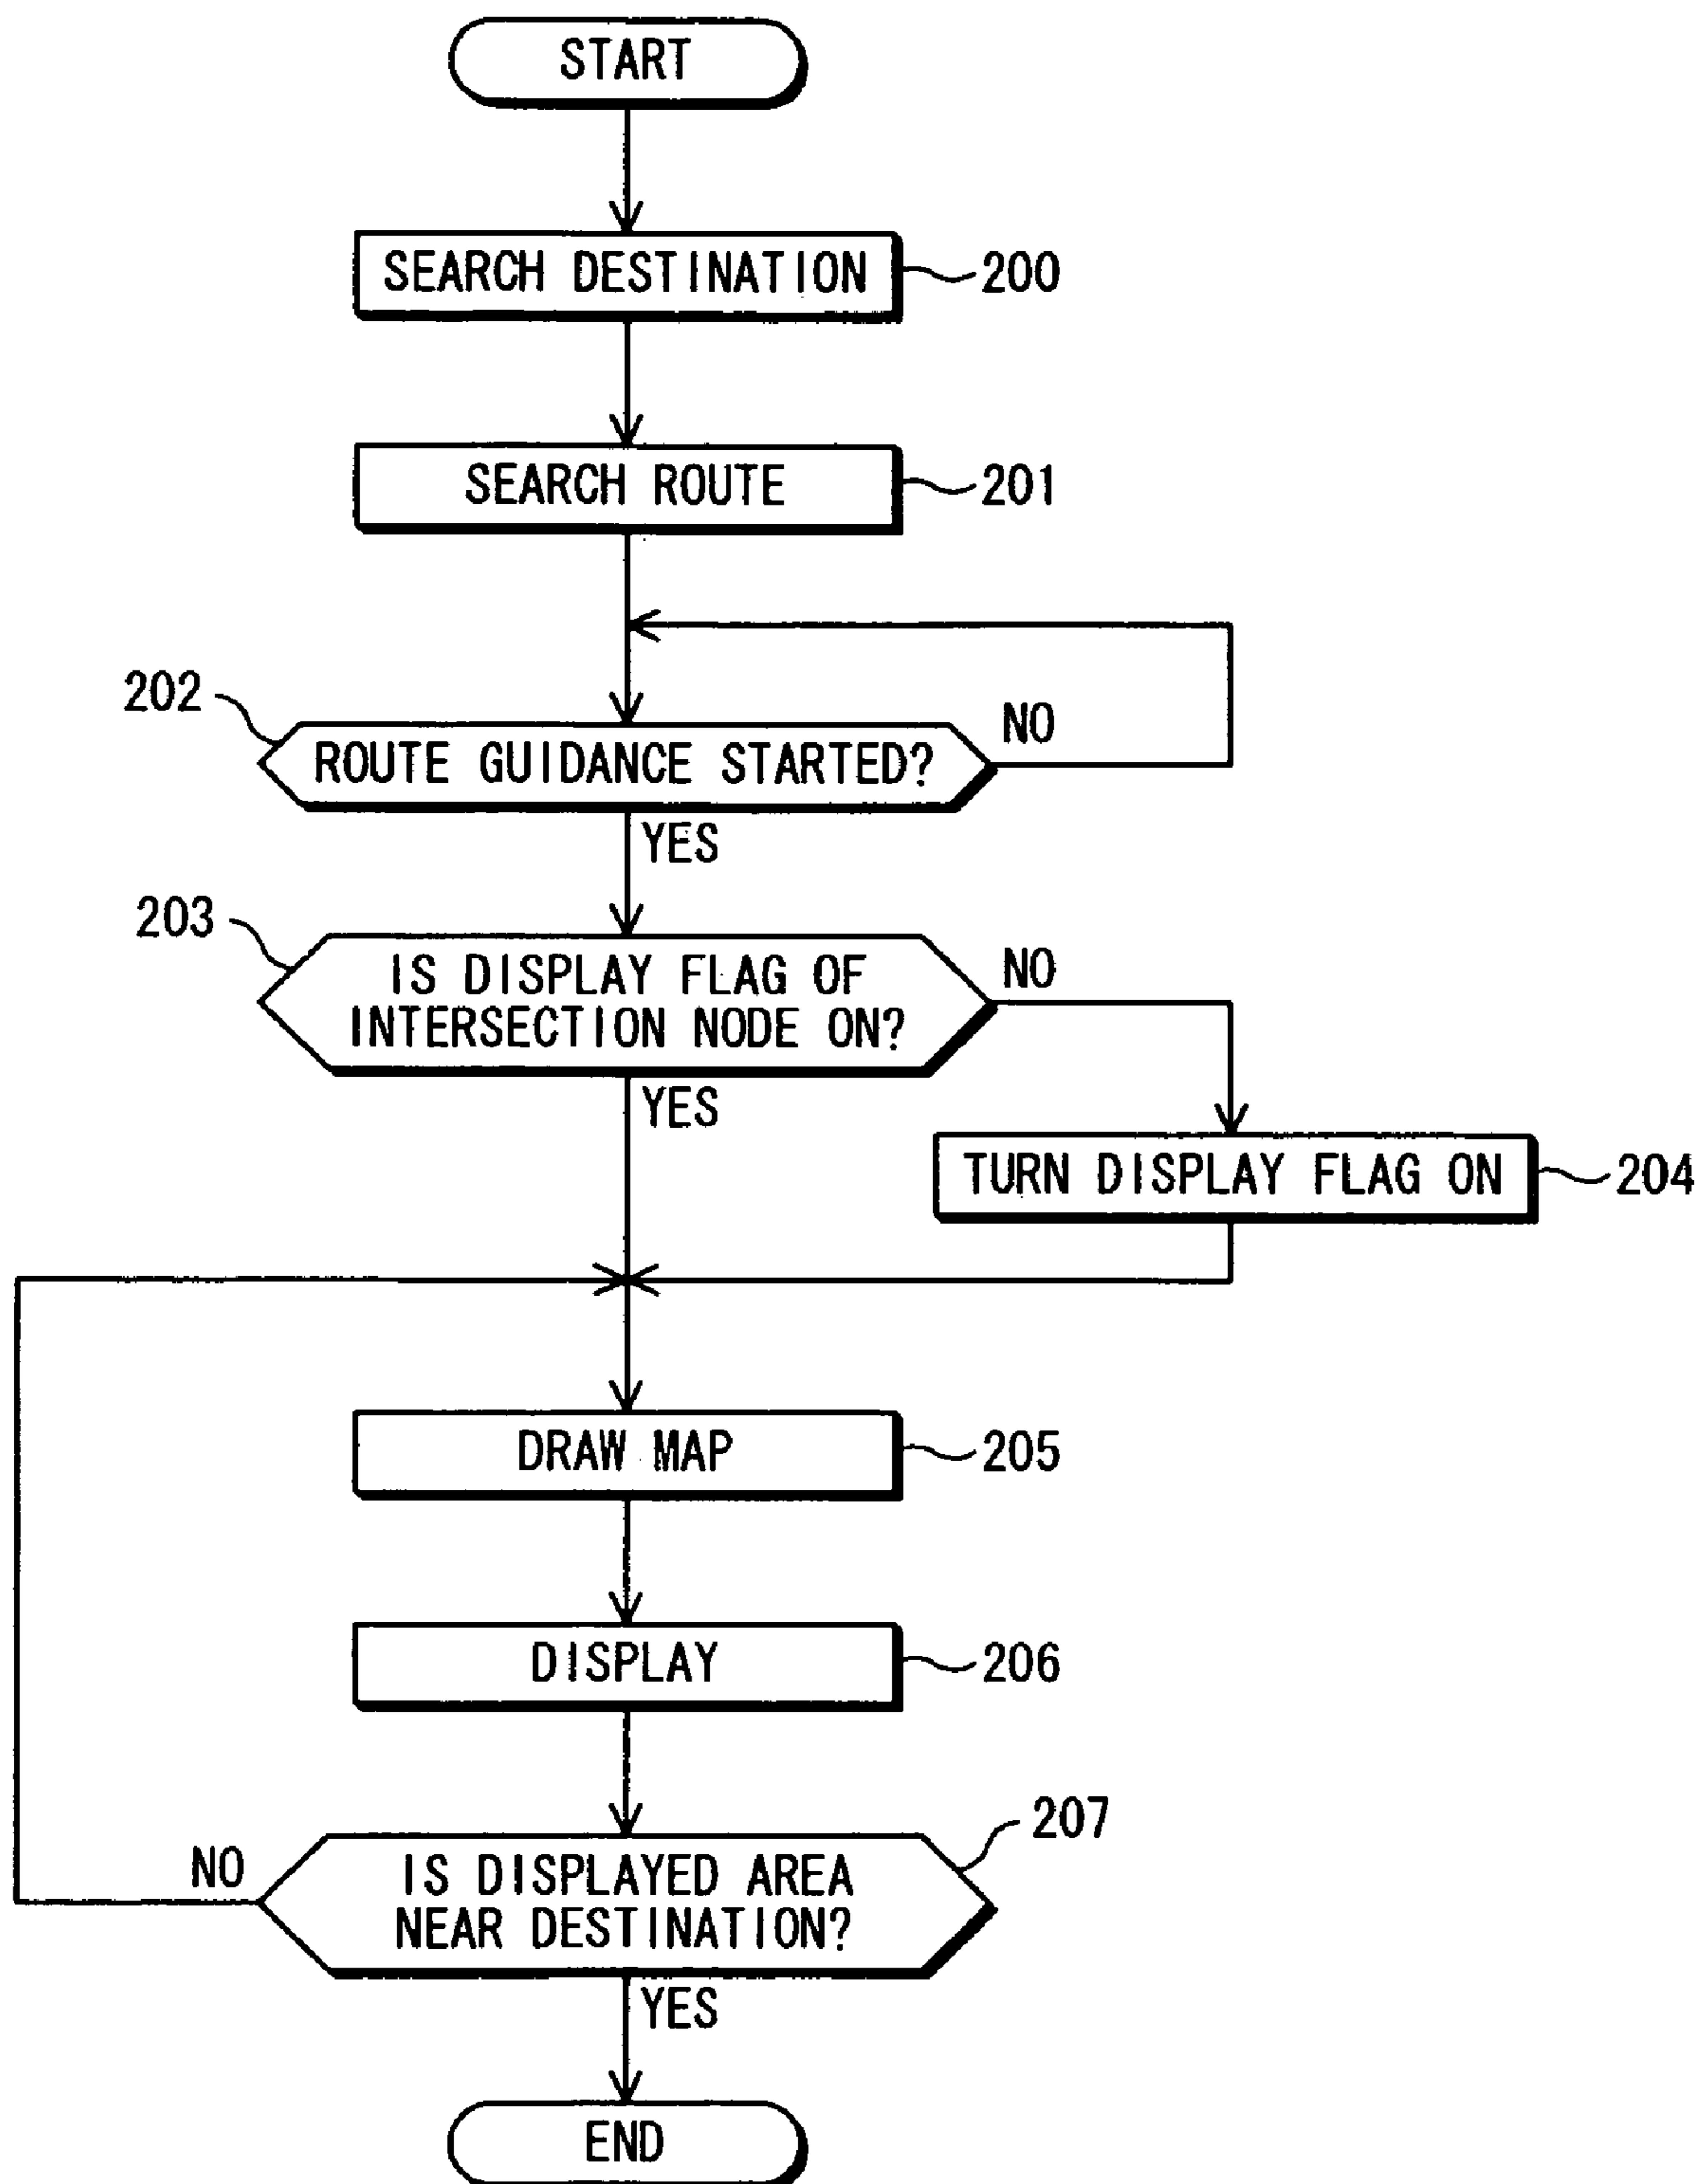 START
SEARCH DESTINATION
200
SEARCH ROUTE
201
202
ROUTE GUIDANCE STARTED?
NO
YES
203
IS DISPLAY FLAG OF
INTERSECTION NODE ON?
NO
YES
TURN DISPLAY FLAG ON
204
DRAW MAP
205
DISPLAY
206
207
NO
IS DISPLAYED AREA
NEAR DESTINATION?
YES
END